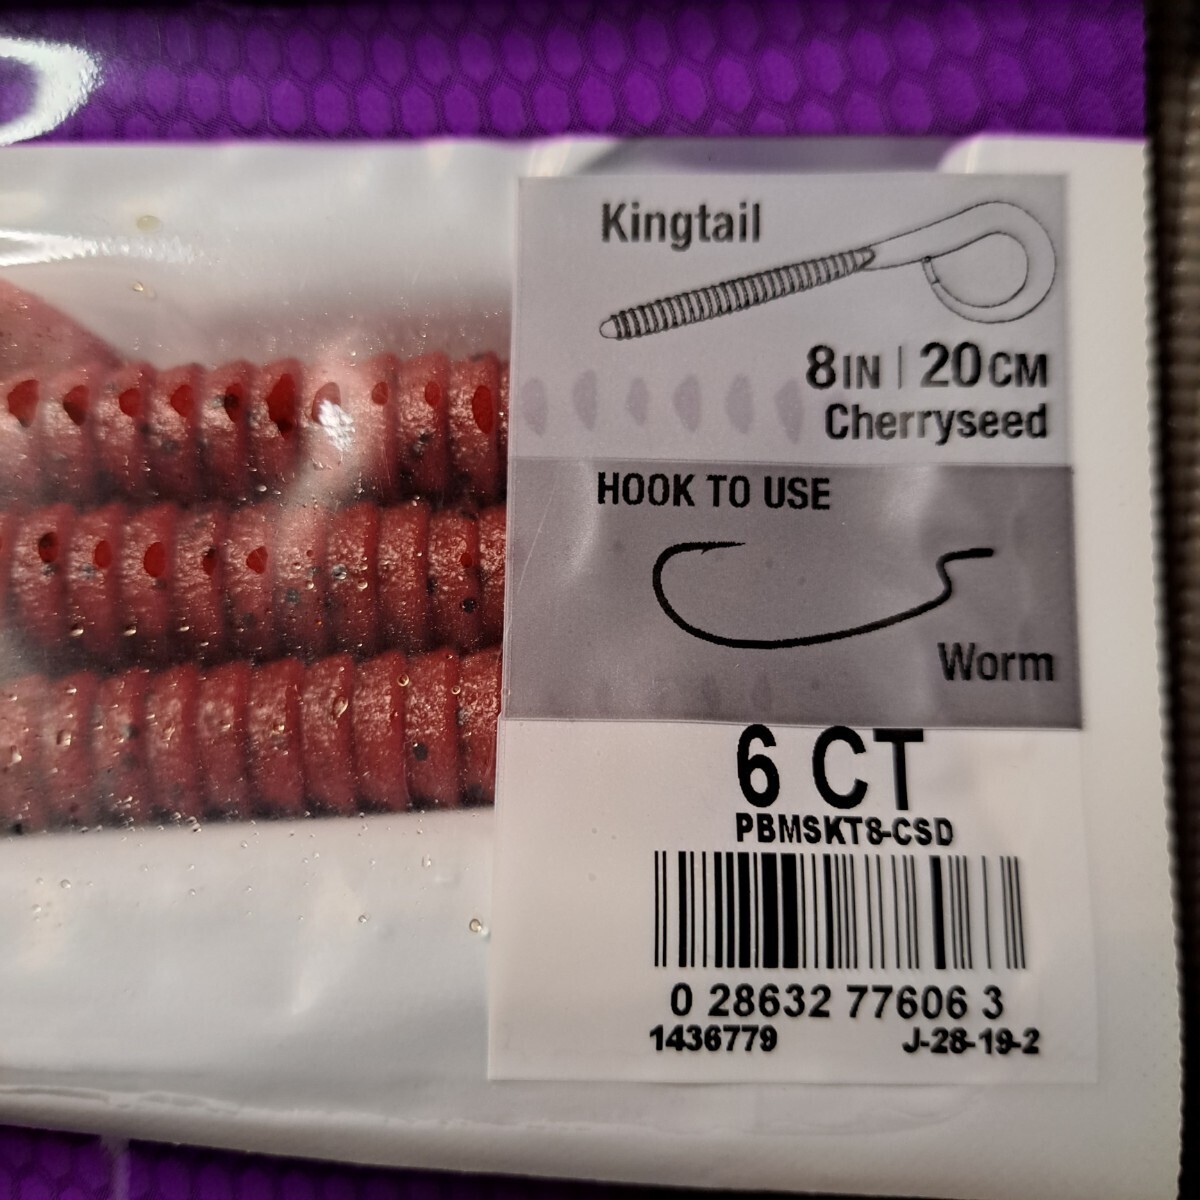 Kingtail
8IN | 20CM
Cherryseed
HOOK TO USE
Worm
6 CT
PBMSKT8-CSD
0 28632 77606 3
1436779 J-28-19-2